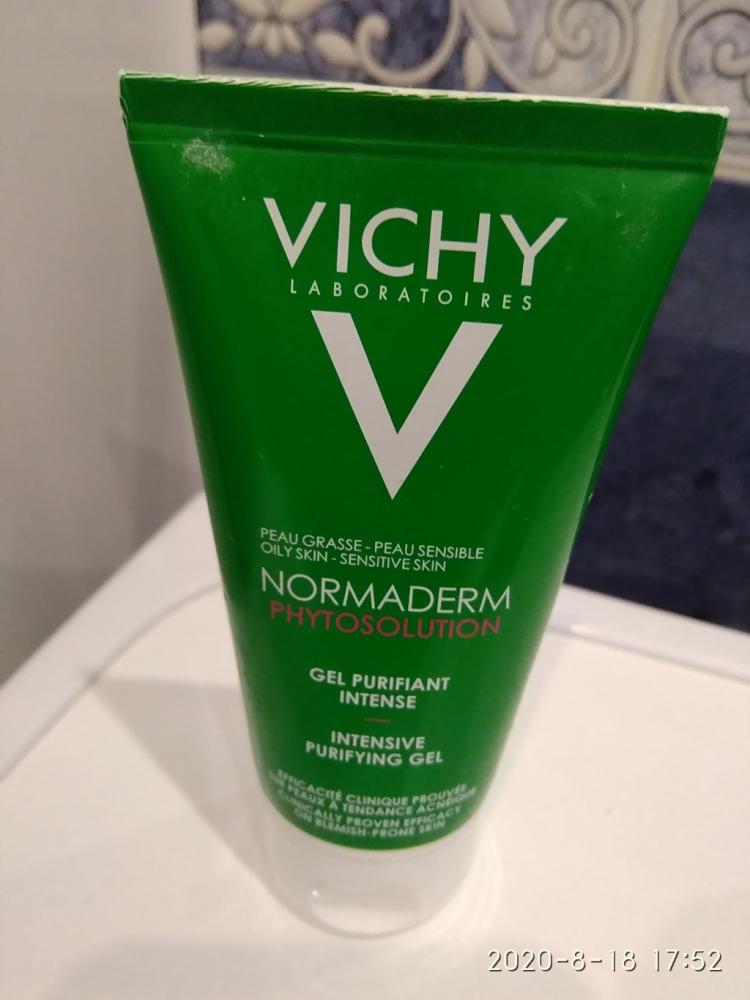 VICHY
LABORATOIRES
V
PEAU GRASSE - PEAU SENSIBLE
OILY SKIN - SENSITIVE SKIN
NORMADERM
PHYTOSOLUTION
GEL PURIFIANT
INTENSE
INTENSIVE
PURIFYING GEL
EFFICACITÉ CLINIQUE PROUVÉE
SUR PEAUX À TENDANCE ACNÉIQUE
CLINICALLY PROVEN EFFICACY
ON BLEMISH-PRONE SKIN
2020-8-18 17:52